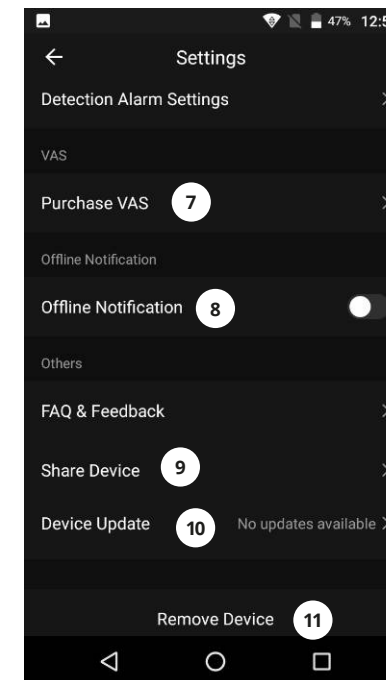 47% 12:5
Settings
Detection Alarm Settings
VAS
Purchase VAS 7
Offline Notification
Offline Notification 8
Others
FAQ & Feedback
Share Device 9
Device Update 10 No updates available
Remove Device 11